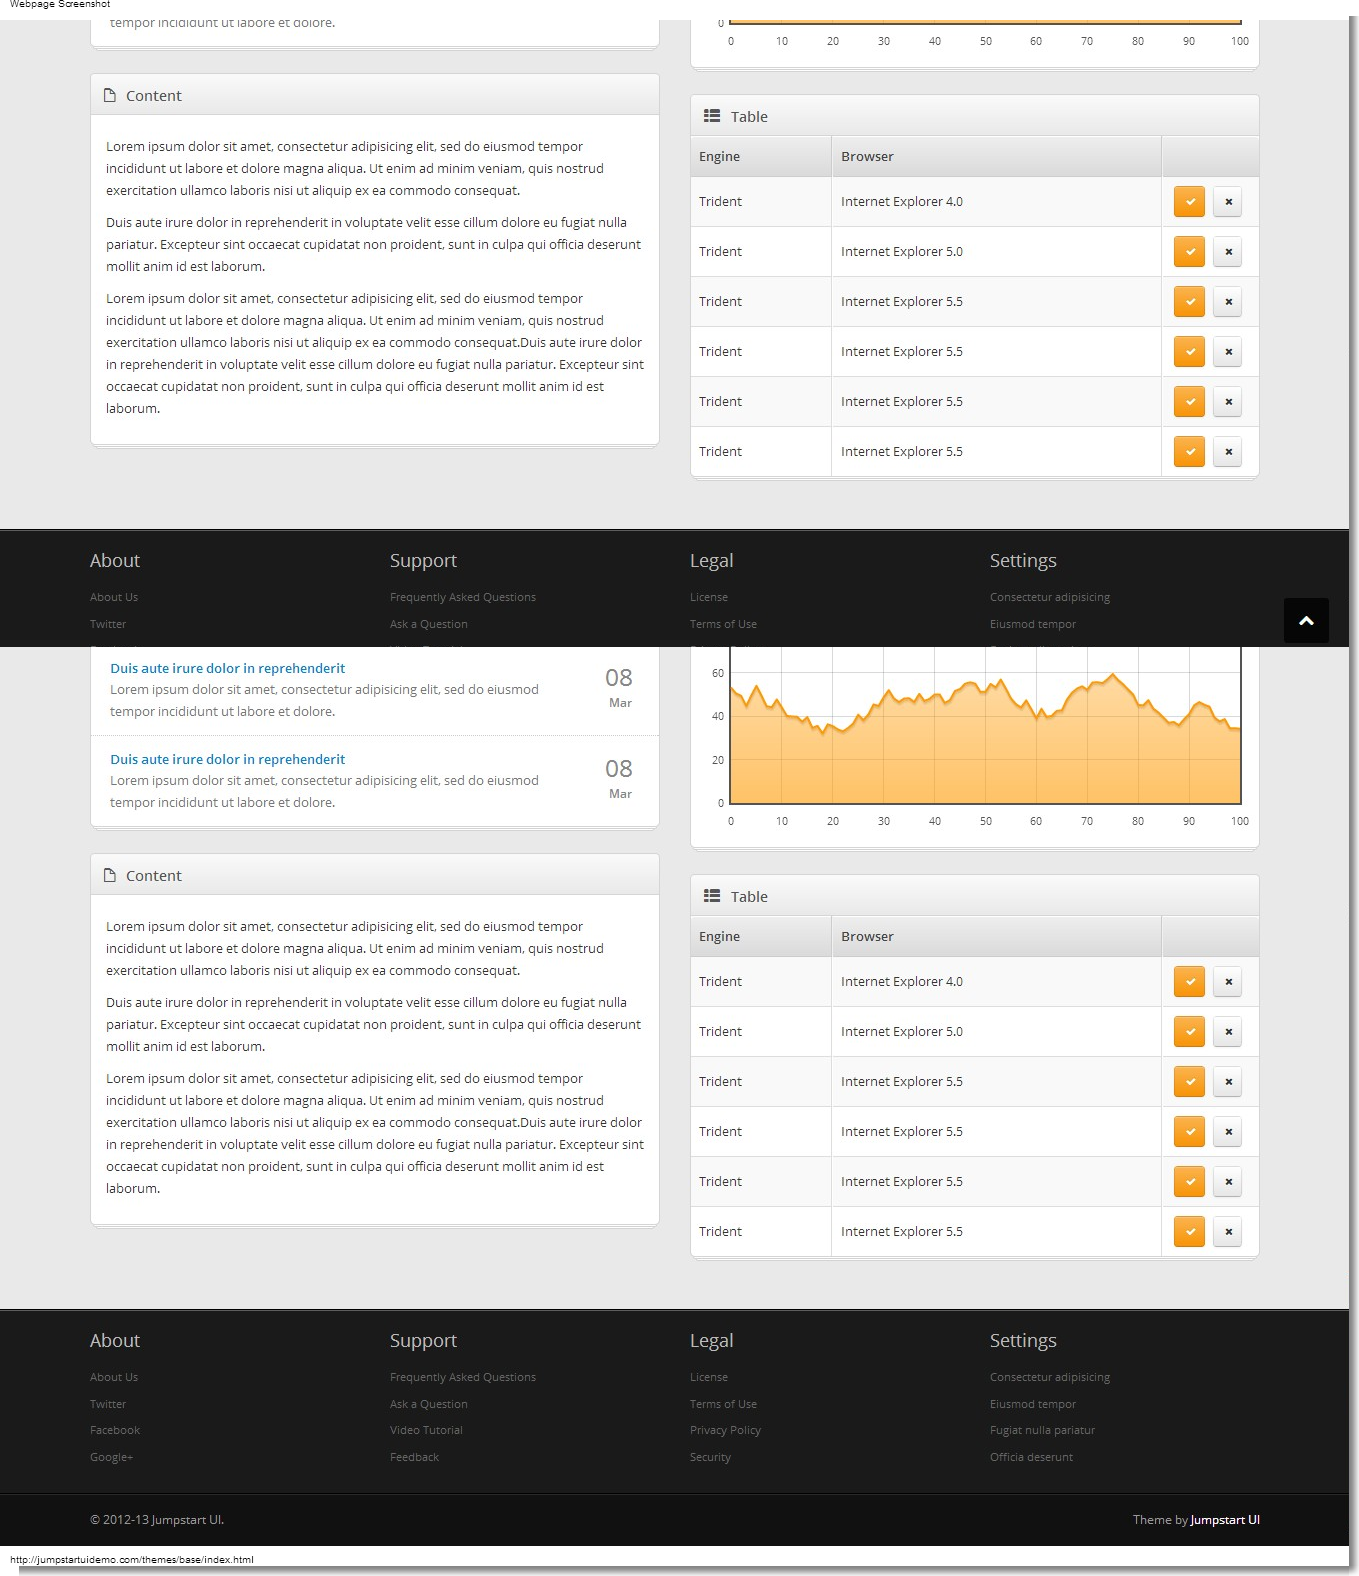 Webpage Screenshot
tempor incididunt ut labore et dolore.
0
0 10 20 30 40 50 60 70 80 90 100
Content
Lorem ipsum dolor sit amet, consectetur adipisicing elit, sed do eiusmod tempor
incididunt ut labore et dolore magna aliqua. Ut enim ad minim veniam, quis nostrud
exercitation ullamco laboris nisi ut aliquip ex ea commodo consequat.
Duis aute irure dolor in reprehenderit in voluptate velit esse cillum dolore eu fugiat nulla
pariatur. Excepteur sint occaecat cupidatat non proident, sunt in culpa qui officia deserunt
mollit anim id est laborum.
Lorem ipsum dolor sit amet, consectetur adipisicing elit, sed do eiusmod tempor
incididunt ut labore et dolore magna aliqua. Ut enim ad minim veniam, quis nostrud
exercitation ullamco laboris nisi ut aliquip ex ea commodo consequat.Duis aute irure dolor
in reprehenderit in voluptate velit esse cillum dolore eu fugiat nulla pariatur. Excepteur sint
occaecat cupidatat non proident, sunt in culpa qui officia deserunt mollit anim id est
laborum.
Table
Engine Browser
Trident Internet Explorer 4.0
Trident Internet Explorer 5.0
Trident Internet Explorer 5.5
Trident Internet Explorer 5.5
Trident Internet Explorer 5.5
Trident Internet Explorer 5.5
About Support Legal Settings
About Us Frequently Asked Questions License Consectetur adipisicing
Twitter Ask a Question Terms of Use Eiusmod tempor
Duis aute irure dolor in reprehenderit
Lorem ipsum dolor sit amet, consectetur adipisicing elit, sed do eiusmod
tempor incididunt ut labore et dolore.
08
Mar
Duis aute irure dolor in reprehenderit
Lorem ipsum dolor sit amet, consectetur adipisicing elit, sed do eiusmod
tempor incididunt ut labore et dolore.
08
Mar
60
40
20
0
0 10 20 30 40 50 60 70 80 90 100
Content
Lorem ipsum dolor sit amet, consectetur adipisicing elit, sed do eiusmod tempor
incididunt ut labore et dolore magna aliqua. Ut enim ad minim veniam, quis nostrud
exercitation ullamco laboris nisi ut aliquip ex ea commodo consequat.
Duis aute irure dolor in reprehenderit in voluptate velit esse cillum dolore eu fugiat nulla
pariatur. Excepteur sint occaecat cupidatat non proident, sunt in culpa qui officia deserunt
mollit anim id est laborum.
Lorem ipsum dolor sit amet, consectetur adipisicing elit, sed do eiusmod tempor
incididunt ut labore et dolore magna aliqua. Ut enim ad minim veniam, quis nostrud
exercitation ullamco laboris nisi ut aliquip ex ea commodo consequat.Duis aute irure dolor
in reprehenderit in voluptate velit esse cillum dolore eu fugiat nulla pariatur. Excepteur sint
occaecat cupidatat non proident, sunt in culpa qui officia deserunt mollit anim id est
laborum.
Table
Engine Browser
Trident Internet Explorer 4.0
Trident Internet Explorer 5.0
Trident Internet Explorer 5.5
Trident Internet Explorer 5.5
Trident Internet Explorer 5.5
Trident Internet Explorer 5.5
About Support Legal Settings
About Us Frequently Asked Questions License Consectetur adipisicing
Twitter Ask a Question Terms of Use Eiusmod tempor
Facebook Video Tutorial Privacy Policy Fugiat nulla pariatur
Google+ Feedback Security Officia deserunt
© 2012-13 Jumpstart UI. Theme by Jumpstart UI
http://jumpstartuidemo.com/themes/base/index.html